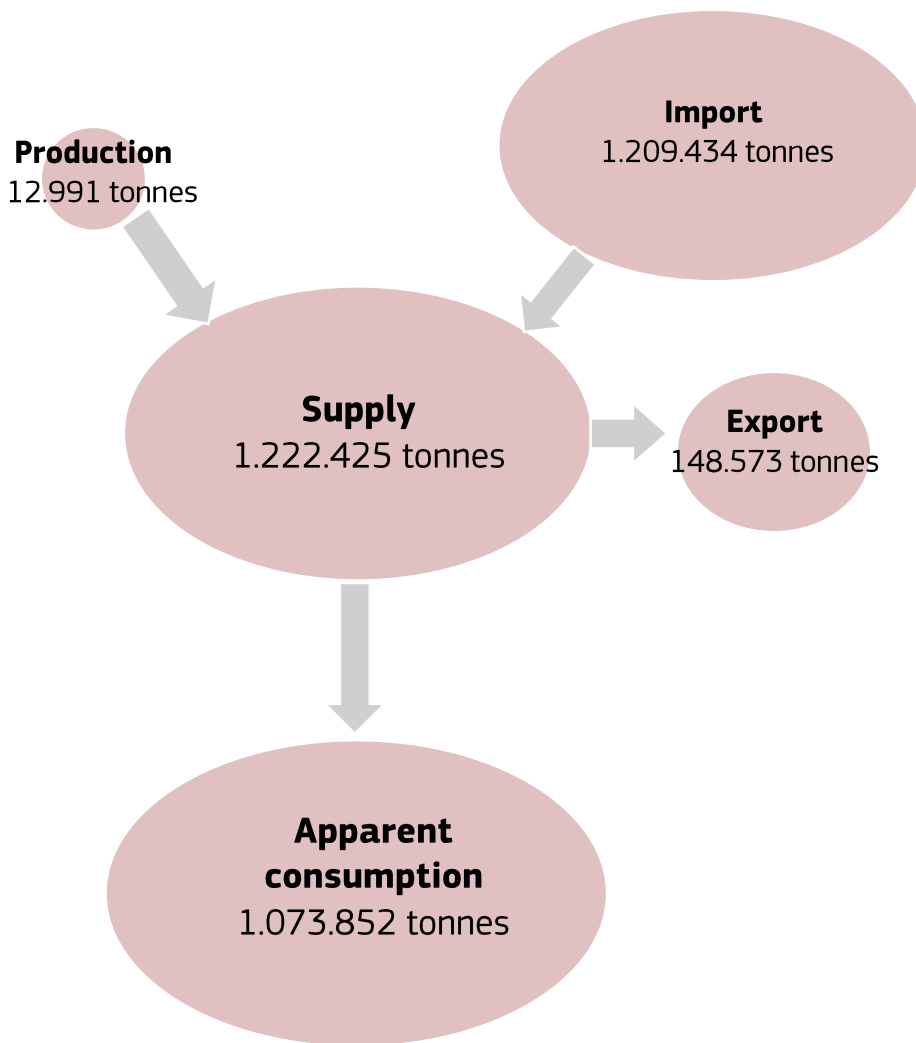 Production
12.991 tonnes
Import
1.209.434 tonnes
Supply
1.222.425 tonnes
Export
148.573 tonnes
Apparent
consumption
1.073.852 tonnes